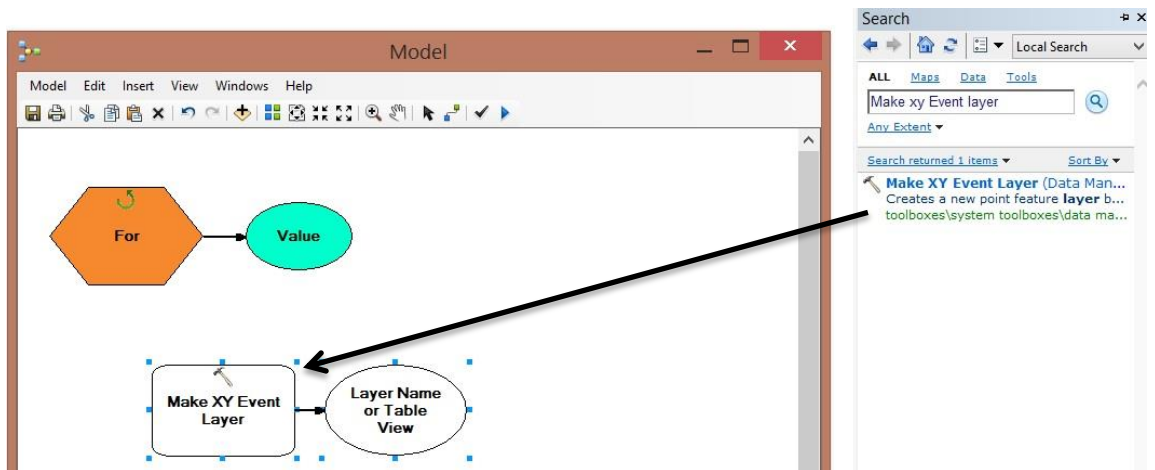 Model
Model Edit Insert View Windows Help
For
Value
Make XY Event
Layer
Layer Name
or Table
View
Search
Local Search
ALL Maps Data Tools
Make xy Event layer
Any Extent
Search returned 1 items Sort By
Make XY Event Layer (Data Man...
Creates a new point feature layer b...
toolboxes\system toolboxes\data ma...